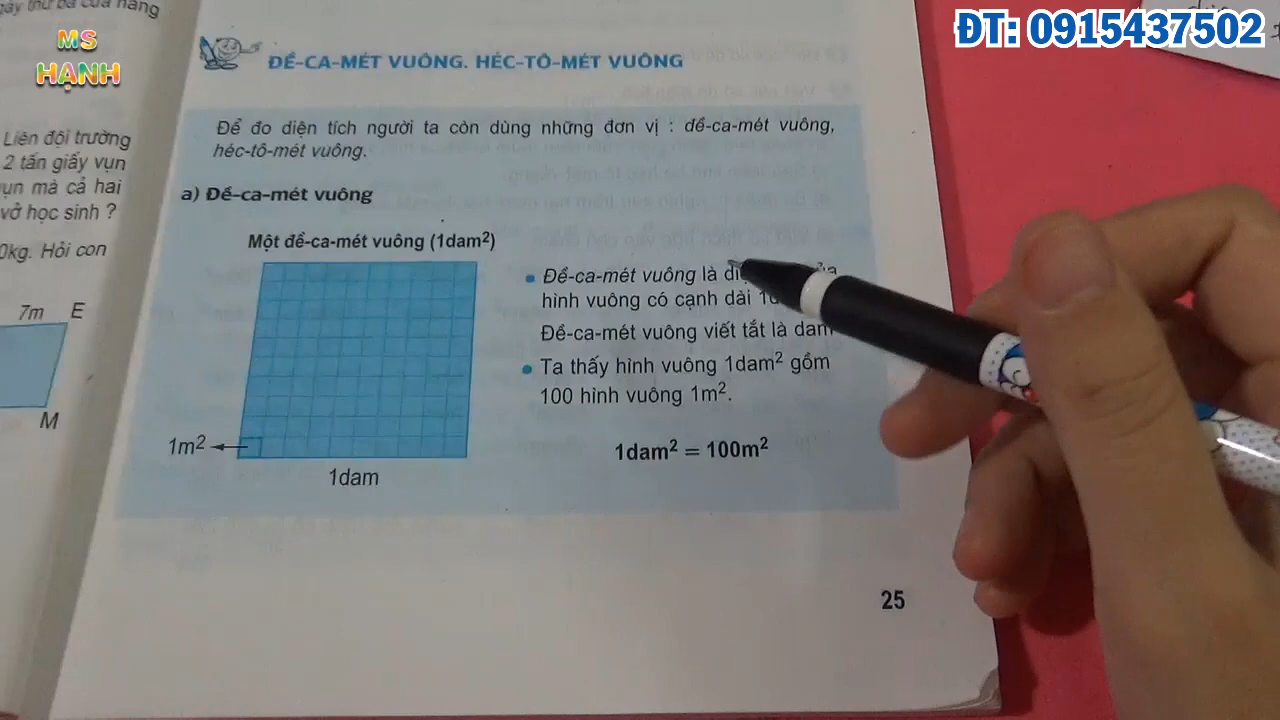 ĐT: 0915437502
MS
HẠNH
Liên đội trường
2 tấn giấy vụn
mà cả hai
vở học sinh ?
0kg. Hỏi con
7m E
M
ĐỀ-CA-MÉT VUÔNG. HÉC-TÔ-MÉT VUÔNG
Để đo diện tích người ta còn dùng những đơn vị : đề-ca-mét vuông,
héc-tô-mét vuông.
a) Đề-ca-mét vuông
Một đề-ca-mét vuông (1dam²)
1m²
1dam
• Đề-ca-mét vuông là
hình vuông có cạnh dài
Đề-ca-mét vuông viết tắt là dam
• Ta thấy hình vuông 1dam² gồm
100 hình vuông 1m².
1dam² = 100m²
25